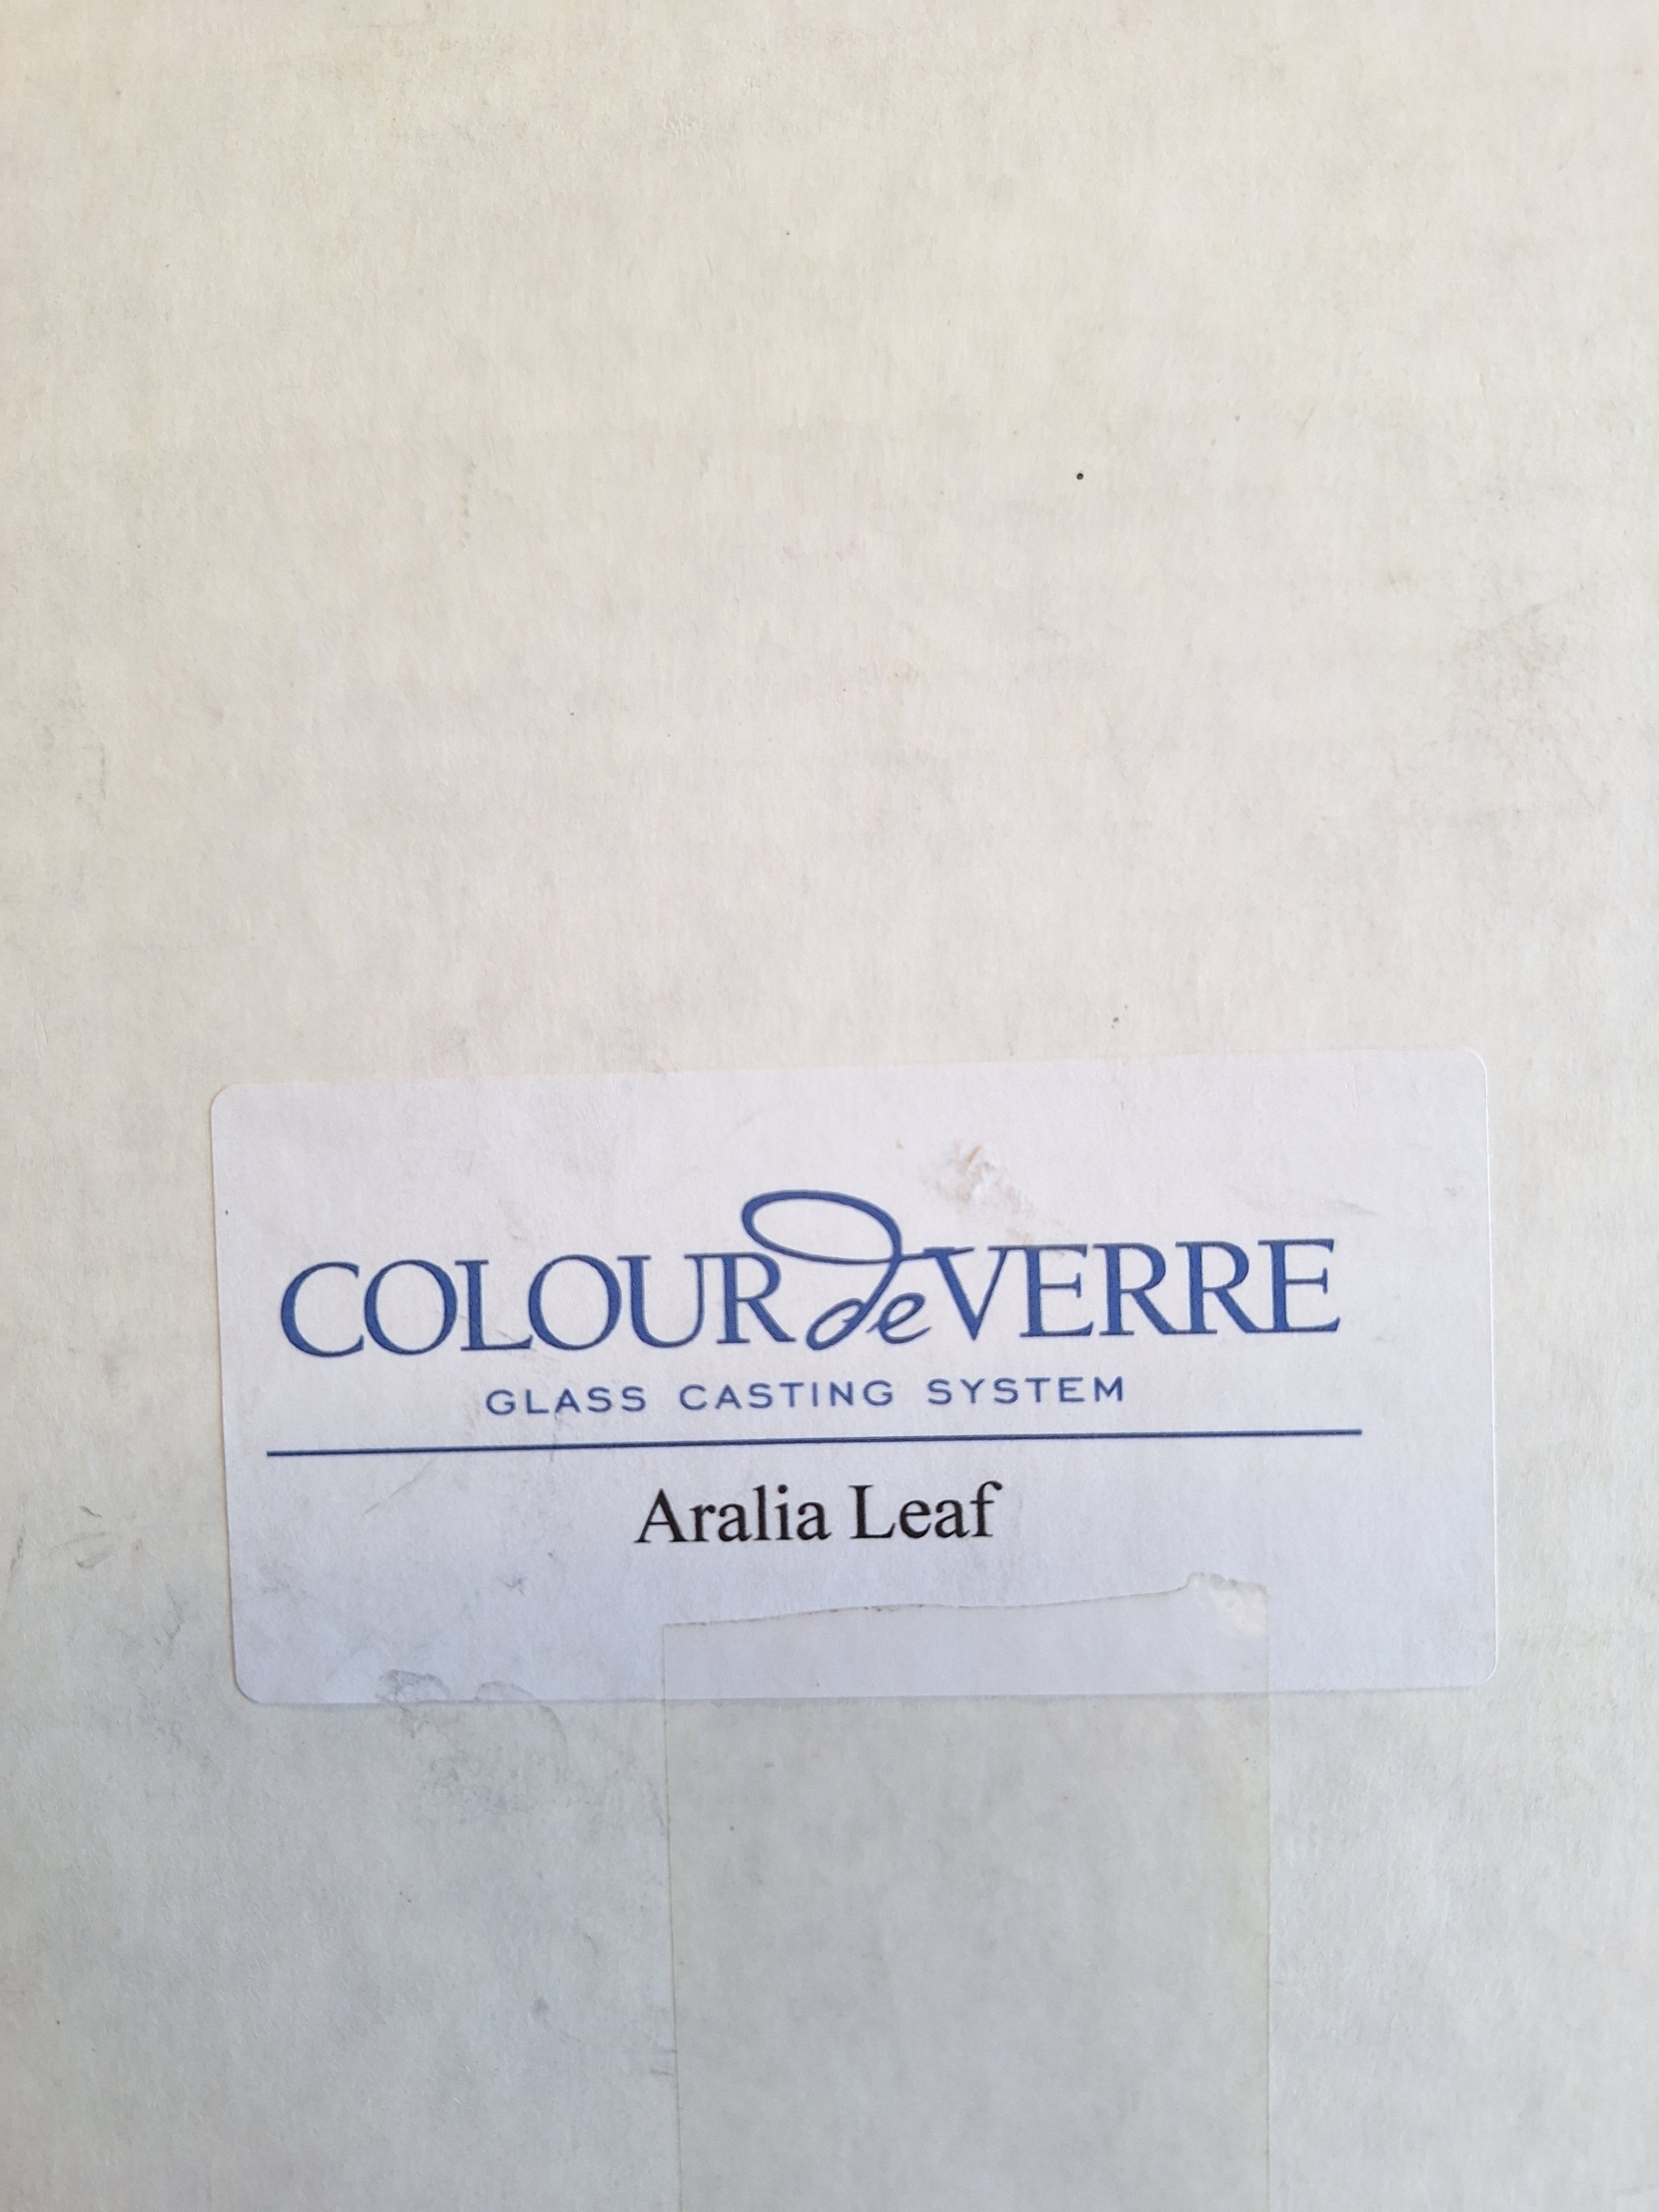 COLOUR de VERRE
GLASS CASTING SYSTEM
Aralia Leaf